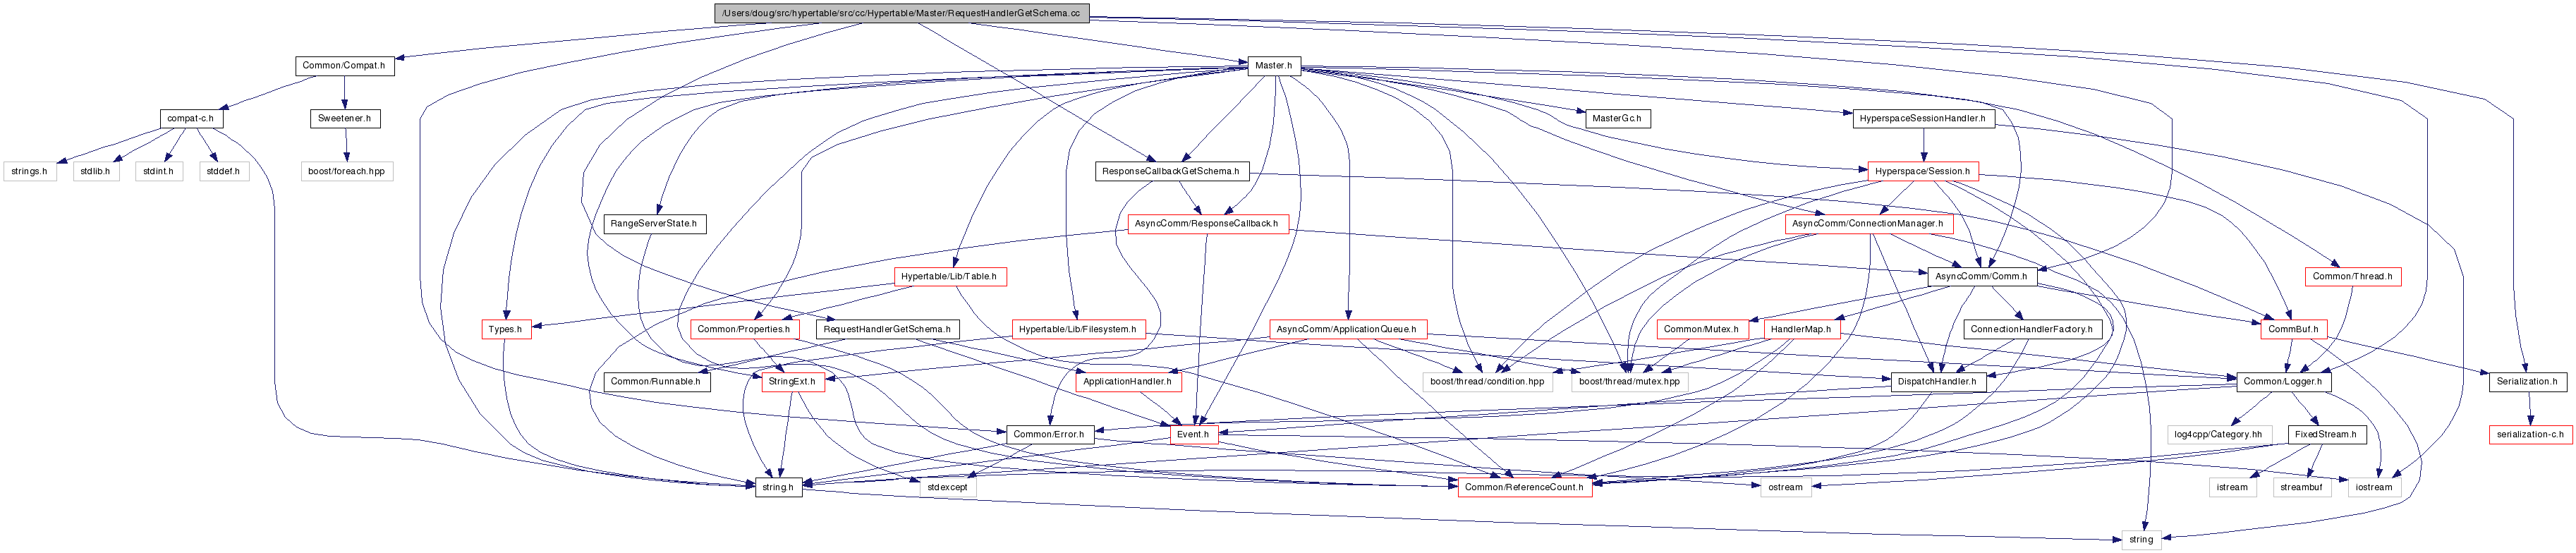 /Users/doug/src/hypertable/src/cc/Hypertable/Master/RequestHandlerGetSchema.cc
Common/Compat.h
Master.h
compat-c.h
Sweetener.h
MasterGc.h
HyperspaceSessionHandler.h
strings.h
stdlib.h
stdint.h
stddef.h
boost/foreach.hpp
ResponseCallbackGetSchema.h
Hyperspace/Session.h
RangeServerState.h
AsyncComm/ResponseCallback.h
AsyncComm/ConnectionManager.h
Hypertable/Lib/Table.h
AsyncComm/Comm.h
Common/Thread.h
Types.h
Common/Properties.h
RequestHandlerGetSchema.h
Hypertable/Lib/Filesystem.h
AsyncComm/ApplicationQueue.h
Common/Mutex.h
HandlerMap.h
ConnectionHandlerFactory.h
CommBuf.h
Common/Runnable.h
StringExt.h
ApplicationHandler.h
boost/thread/condition.hpp
boost/thread/mutex.hpp
DispatchHandler.h
Common/Logger.h
Serialization.h
Common/Error.h
Event.h
log4cpp/Category.hh
FixedStream.h
serialization-c.h
string.h
stdexcept
Common/ReferenceCount.h
ostream
istream
streambuf
iostream
string